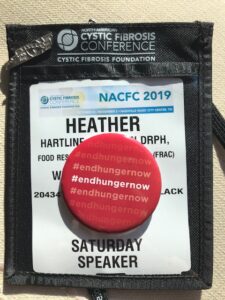 NORTH AMERICAN
CYSTIC FIBROSIS
CONFERENCE
CYSTIC FIBROSIS FOUNDATION
NACFC 2019
HEATHER
HARTLINE
DRPH,
FOOD RES
/FRAC)
#endhungernow
#endhungernow
#endhungernow
#endhungernow
#endhungernow
W
20434
LACK
SATURDAY
SPEAKER